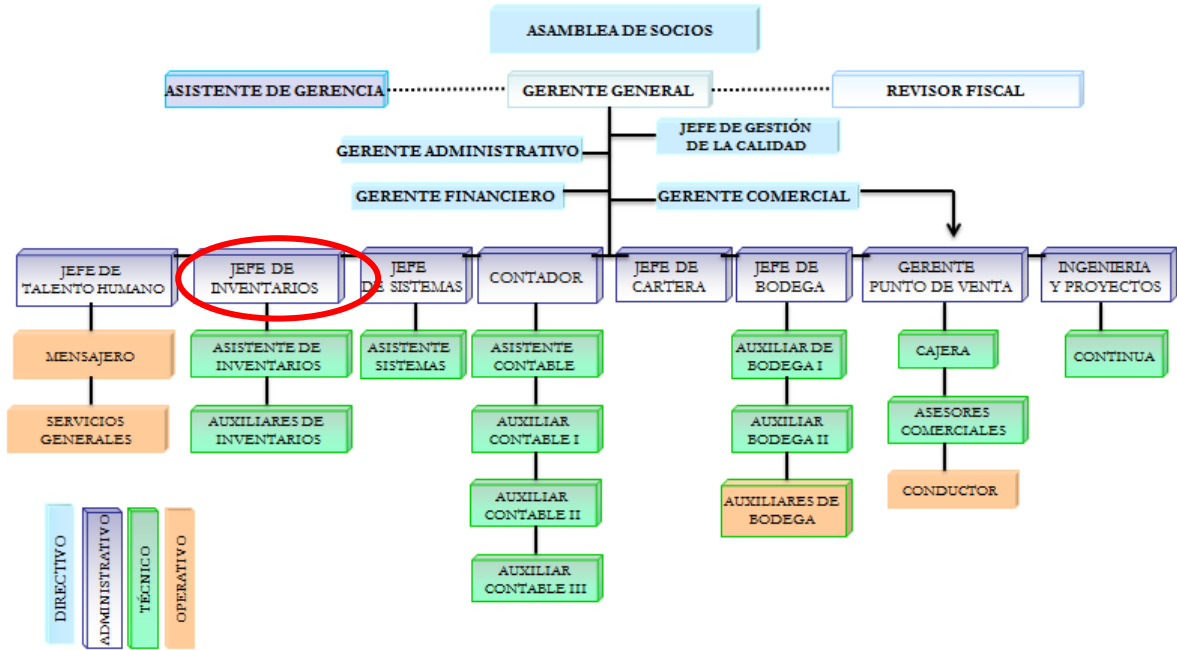 ASAMBLEA DE SOCIOS
ASISTENTE DE GERENCIA
GERENTE GENERAL
REVISOR FISCAL
JEFE DE GESTIÓN
DE LA CALIDAD
GERENTE ADMINISTRATIVO
GERENTE FINANCIERO
GERENTE COMERCIAL
JEFE DE
TALENTO HUMANO
JEFE DE
INVENTARIOS
JEFE
DE SISTEMAS
CONTADOR
JEFE DE
CARTERA
JEFE DE
BODEGA
GERENTE
PUNTO DE VENTA
INGENIERIA
Y PROYECTOS
MENSAJERO
ASISTENTE DE
INVENTARIOS
ASISTENTE
SISTEMAS
ASISTENTE
CONTABLE
AUXILIAR DE
BODEGA I
CAJERA
CONTINUA
SERVICIOS
GENERALES
AUXILIARES DE
INVENTARIOS
AUXILIAR
CONTABLE I
AUXILIAR
BODEGA II
ASESORES
COMERCIALES
AUXILIAR
CONTABLE II
AUXILIARES DE
BODEGA
CONDUCTOR
AUXILIAR
CONTABLE III
DIRECTIVO
ADMINISTRATIVO
TÉCNICO
OPERATIVO